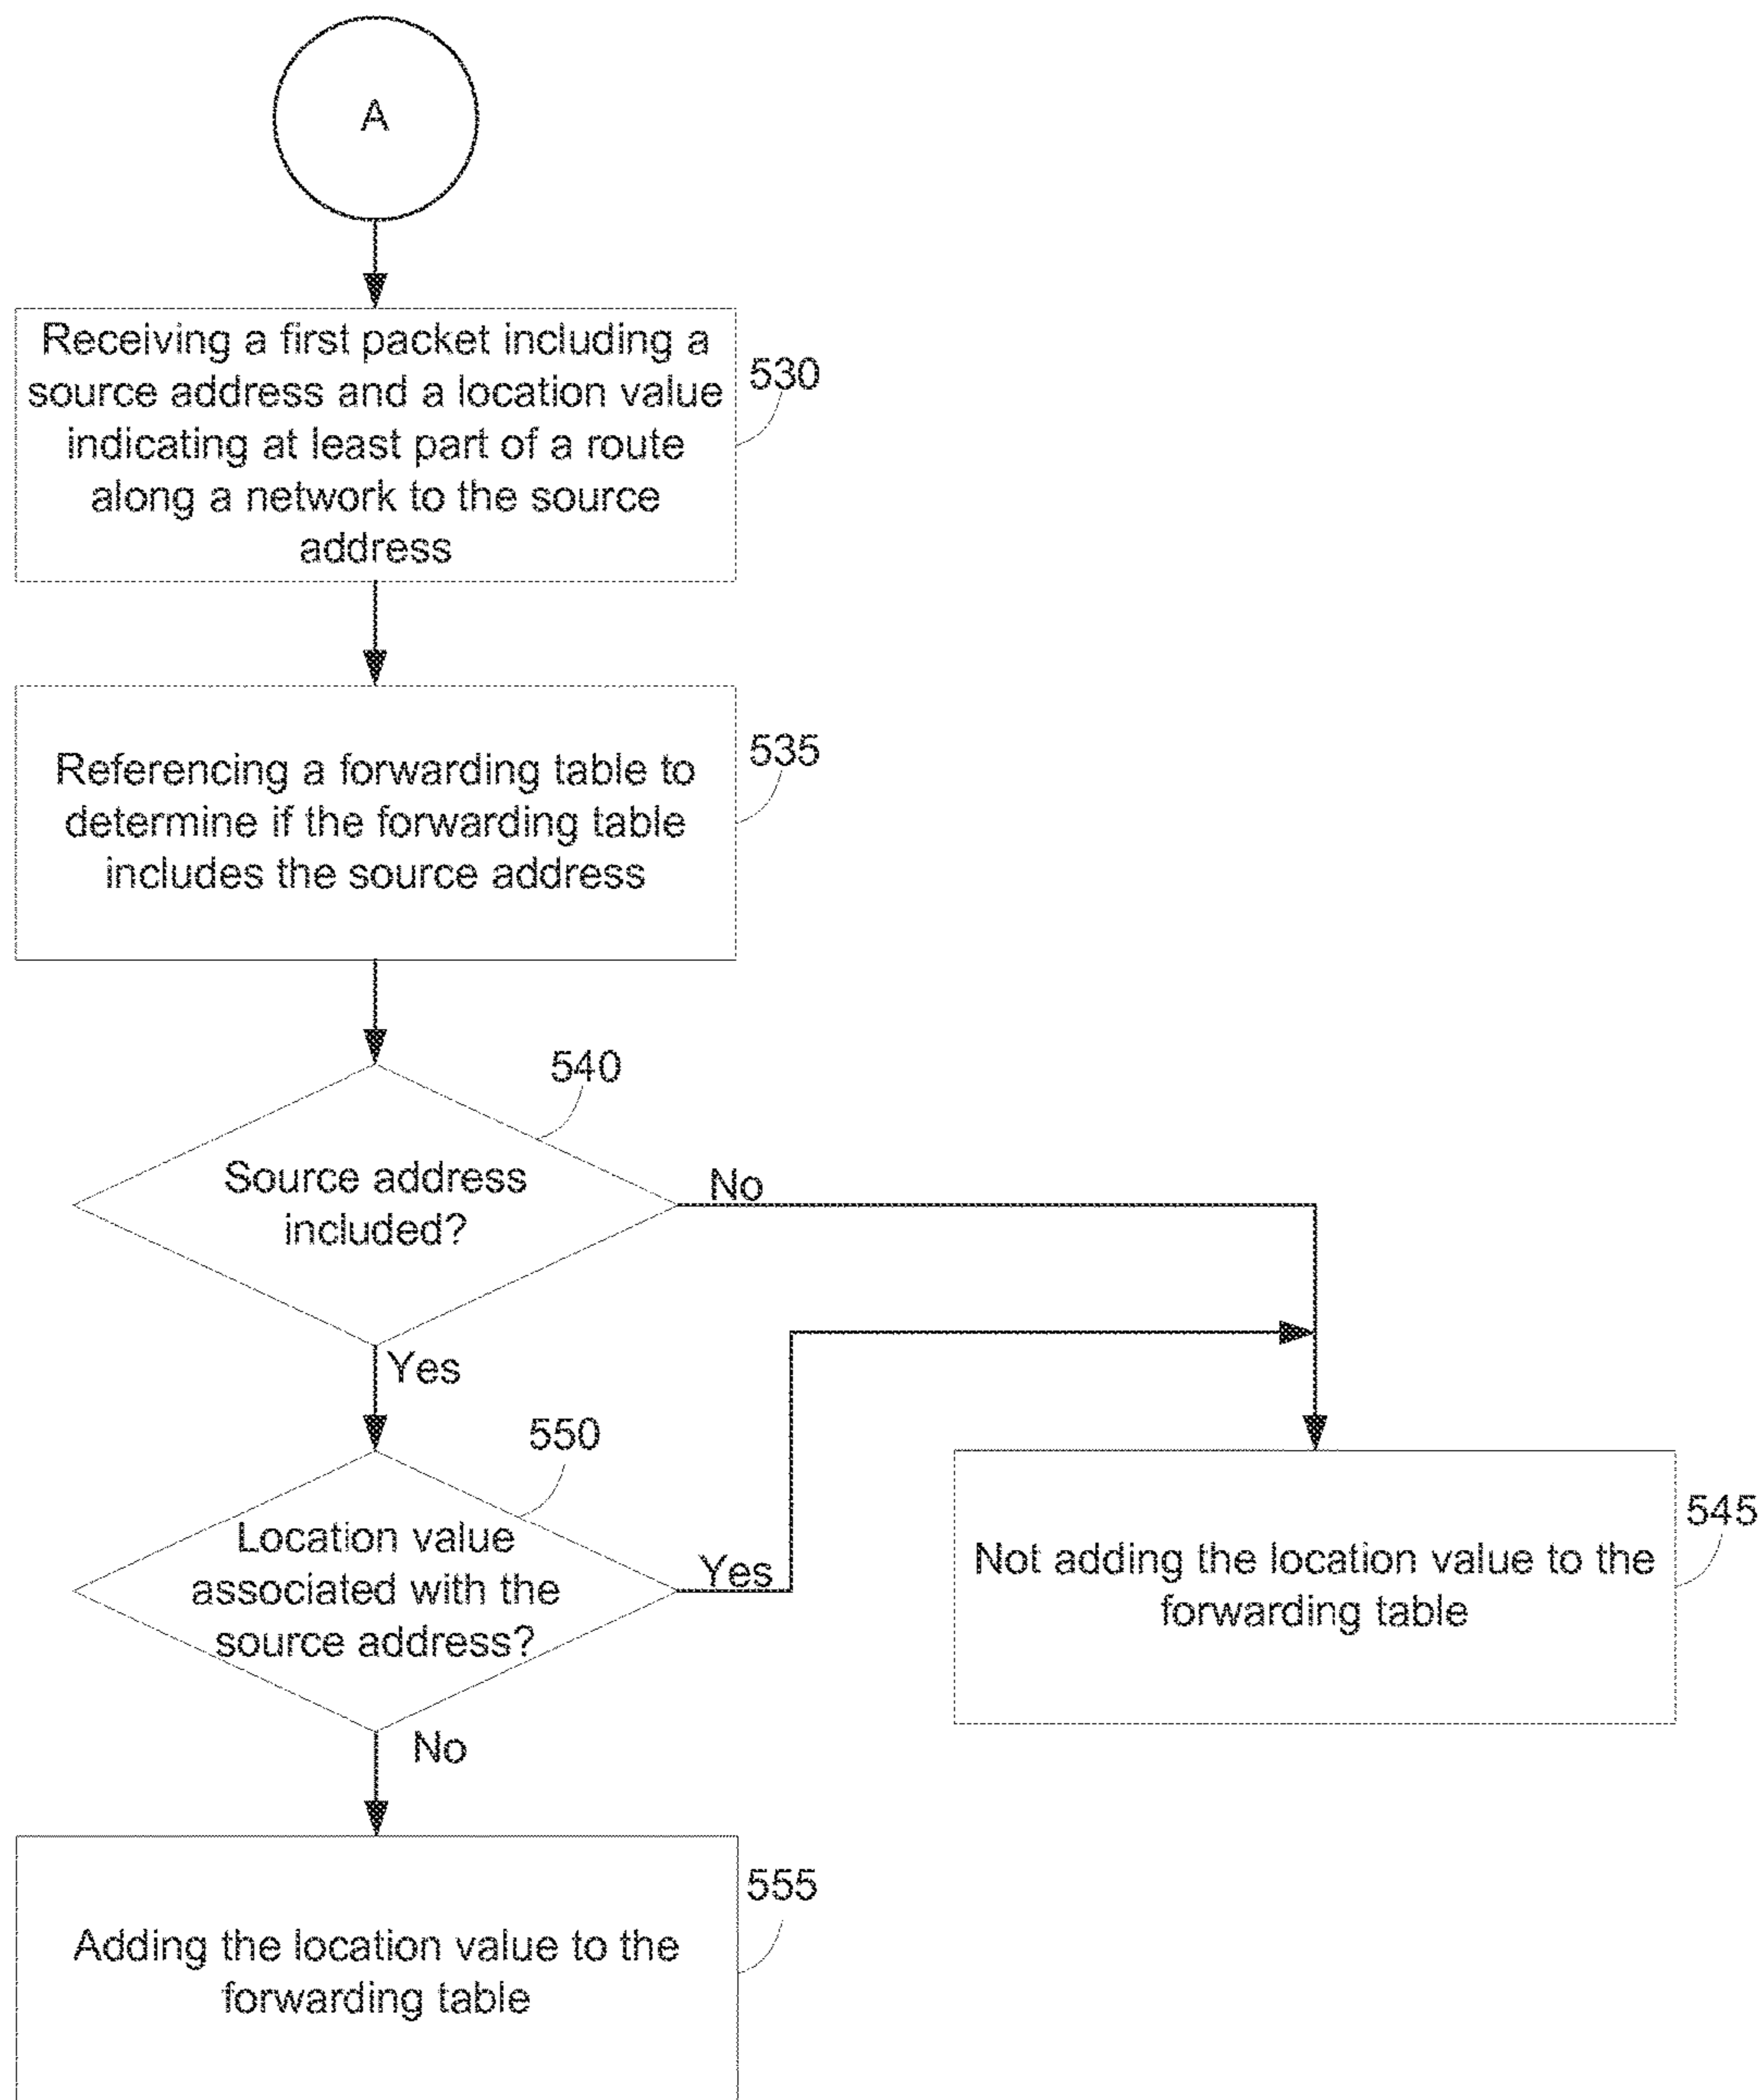 A
Receiving a first packet including a
source address and a location value
indicating at least part of a route
along a network to the source
address
530
Referencing a forwarding table to
determine if the forwarding table
includes the source address
535
540
Source address
included?
No
Yes
550
Location value
associated with the
source address?
Yes
No
545
Not adding the location value to the
forwarding table
555
Adding the location value to the
forwarding table